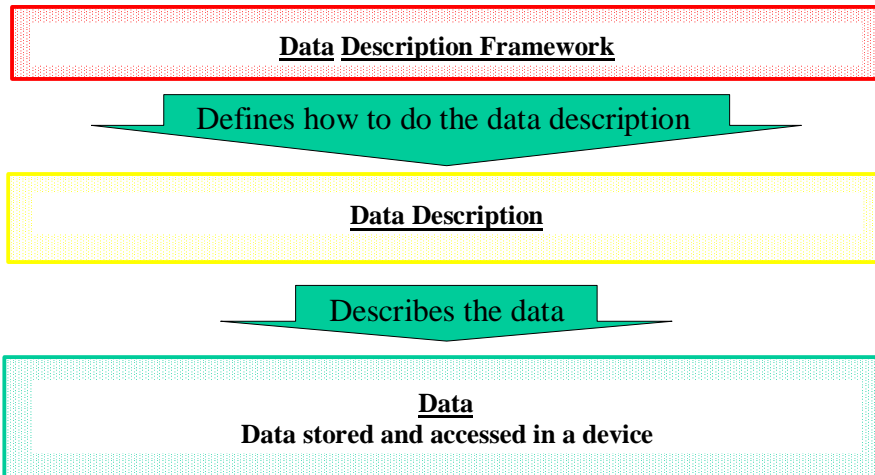 Data Description Framework
Defines how to do the data description
Data Description
Describes the data
Data
Data stored and accessed in a device